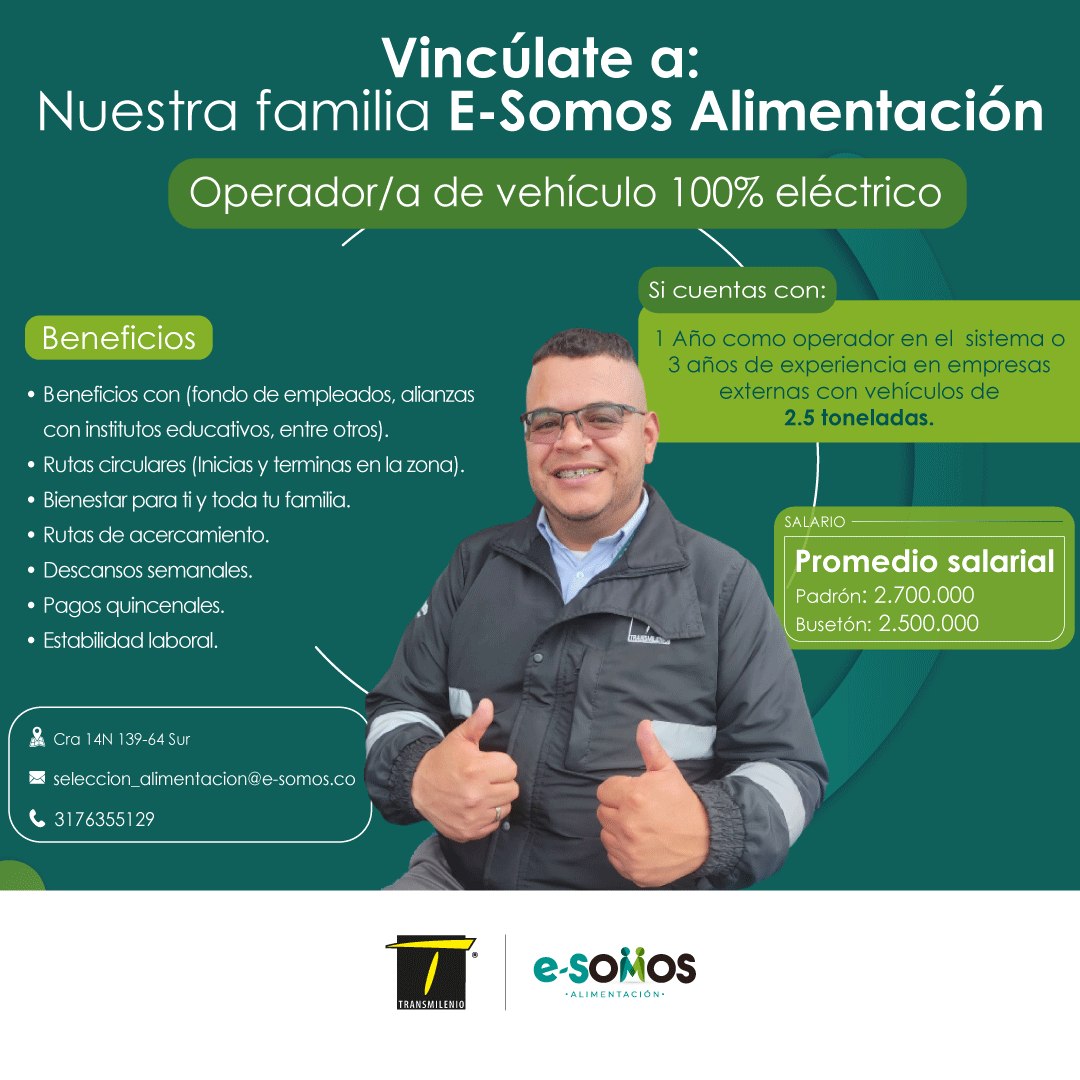 Vincúlate a:
Nuestra familia E-Somos Alimentación
Operador/a de vehículo 100% eléctrico
Beneficios
• Beneficios con (fondo de empleados, alianzas
con institutos educativos, entre otros).
• Rutas circulares (Inicias y terminas en la zona).
• Bienestar para ti y toda tu familia.
• Rutas de acercamiento.
• Descansos semanales.
• Pagos quincenales.
• Estabilidad laboral.
Si cuentas con:
1 Año como operador en el sistema o
3 años de experiencia en empresas
externas con vehículos de
2.5 toneladas.
SALARIO
Promedio salarial
Padrón: 2.700.000
Busetón: 2.500.000
TRANSMILENIO
Cra 14N 139-64 Sur
seleccion_alimentacion@e-somos.co
3176355129
TRANSMILENIO
®
e-somos
•ALIMENTACIÓN•